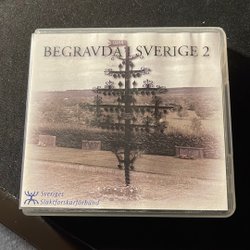 BEGRAVDA I SVERIGE 2
Sveriges
Släktforskarförbund